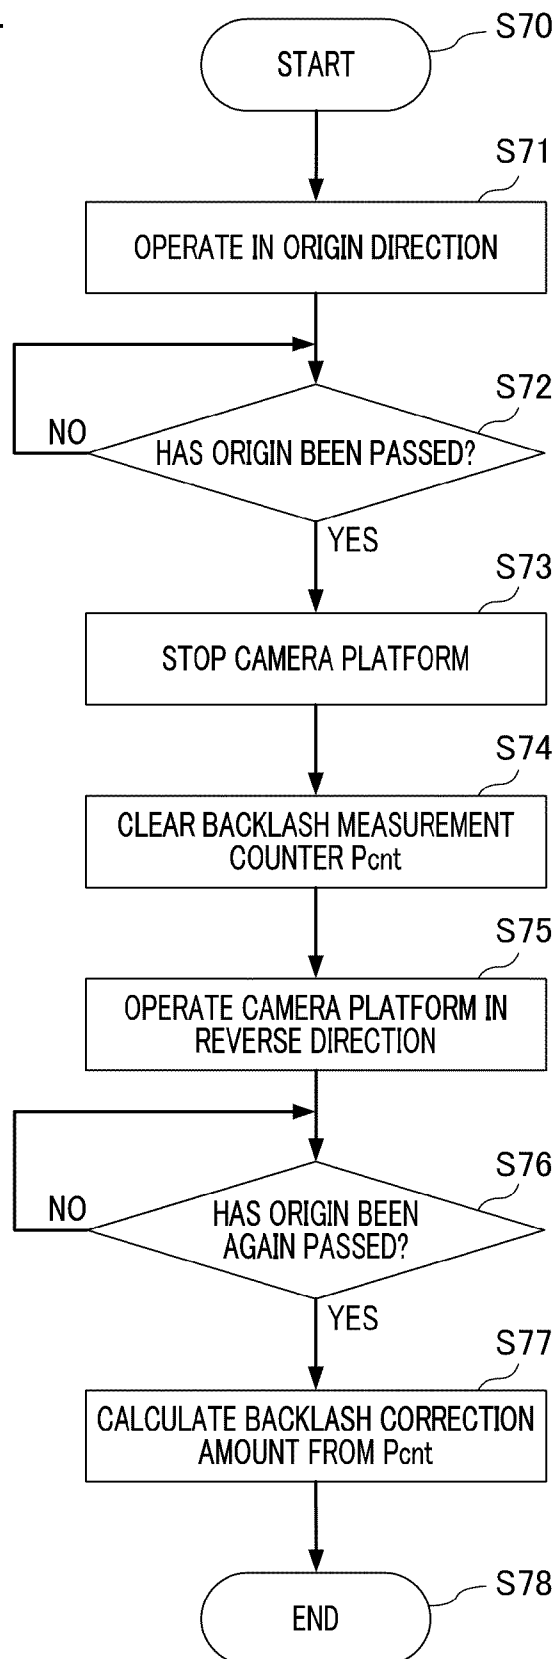 S70
START
S71
OPERATE IN ORIGIN DIRECTION
S72
HAS ORIGIN BEEN PASSED?
NO
YES
S73
STOP CAMERA PLATFORM
S74
CLEAR BACKLASH MEASUREMENT
COUNTER Pcnt
S75
OPERATE CAMERA PLATFORM IN
REVERSE DIRECTION
S76
HAS ORIGIN BEEN
AGAIN PASSED?
NO
YES
S77
CALCULATE BACKLASH CORRECTION
AMOUNT FROM Pcnt
S78
END